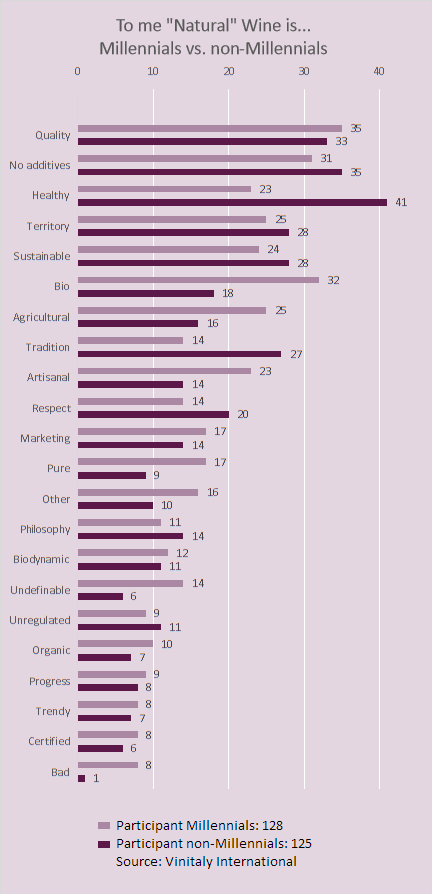 To me "Natural" Wine is...
Millennials vs. non-Millennials
0 10 20 30 40
Quality 35
33
No additives 31
35
Healthy 23
41
Territory 25
28
Sustainable 24
28
Bio 32
18
Agricultural 25
16
Tradition 14
27
Artisanal 23
14
Respect 14
20
Marketing 17
14
Pure 17
9
Other 16
10
Philosophy 11
14
Biodynamic 12
11
Undefinable 14
6
Unregulated 9
11
Organic 10
7
Progress 9
8
Trendy 8
7
Certified 8
6
Bad 8
1
Participant Millennials: 128
Participant non-Millennials: 125
Source: Vinitaly International